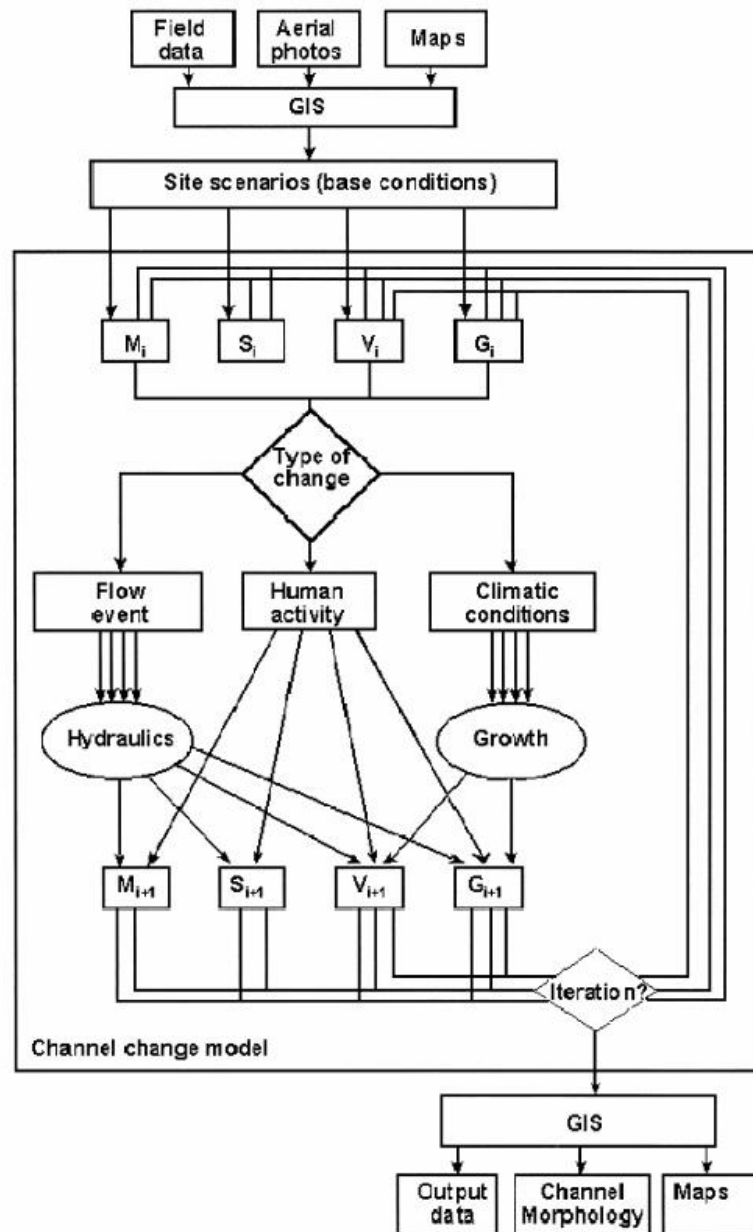 Field
data
Aerial
photos
Maps
GIS
Site scenarios (base conditions)
Mi
Si
Vi
Gi
Type of
change
Flow
event
Human
activity
Climatic
conditions
Hydraulics
Growth
Mi+1
Si+1
Vi+1
Gi+1
Iteration?
Channel change model
GIS
Output
data
Channel
Morphology
Maps